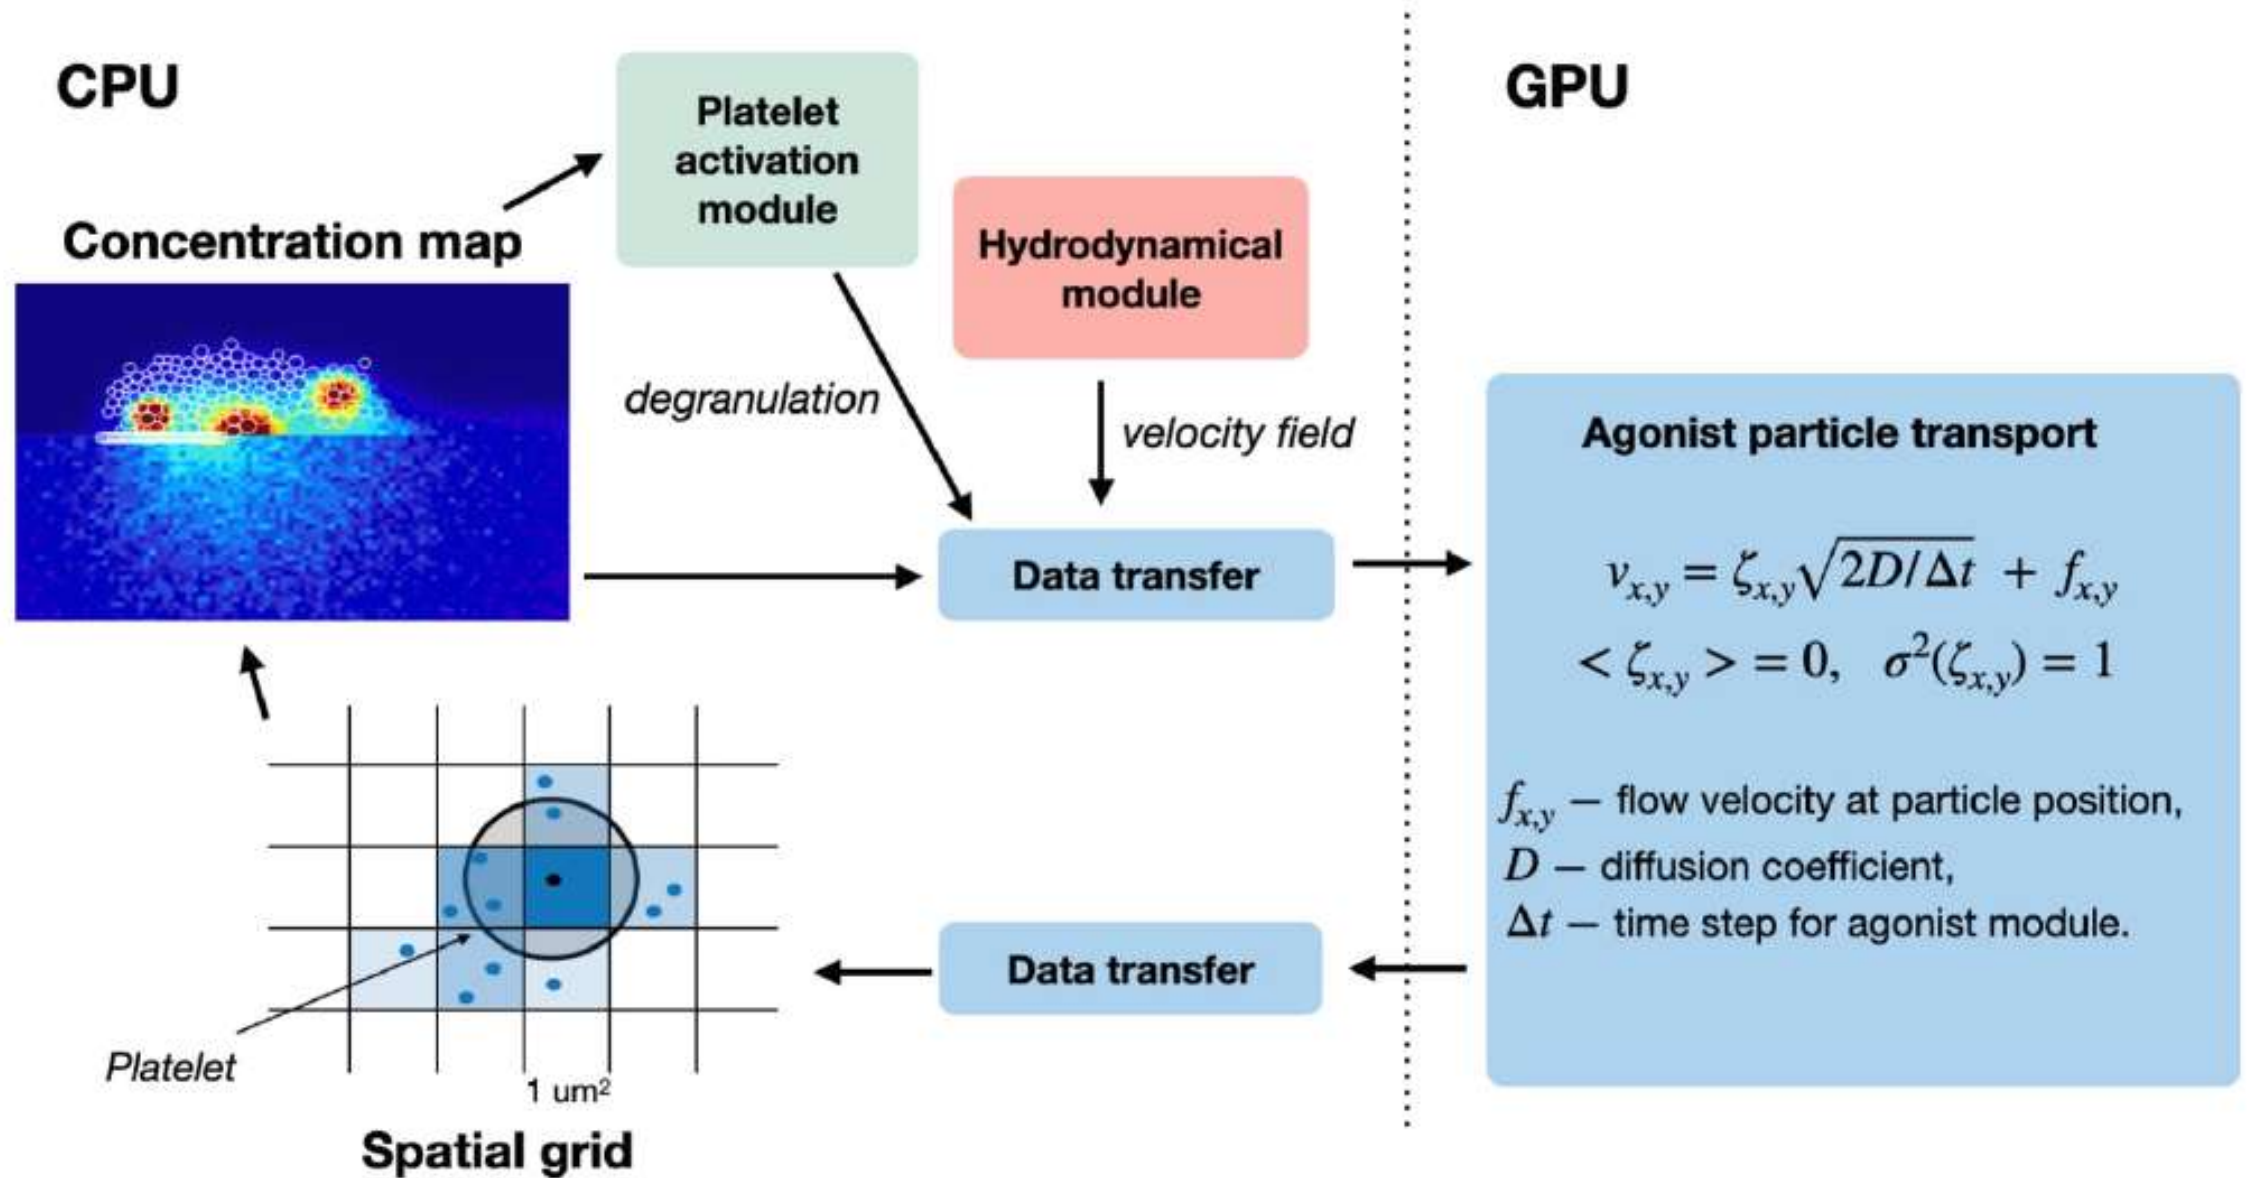 CPU
GPU
Platelet
activation
module
Concentration map
Hydrodynamical
module
degranulation
velocity field
Data transfer
Agonist particle transport
v_{x,y} = ζ_{x,y}√(2D/Δt) + f_{x,y}
< ζ_{x,y} > = 0, σ²(ζ_{x,y}) = 1
f_{x,y} – flow velocity at particle position,
D – diffusion coefficient,
Δt – time step for agonist module.
Data transfer
Platelet
1 um²
Spatial grid